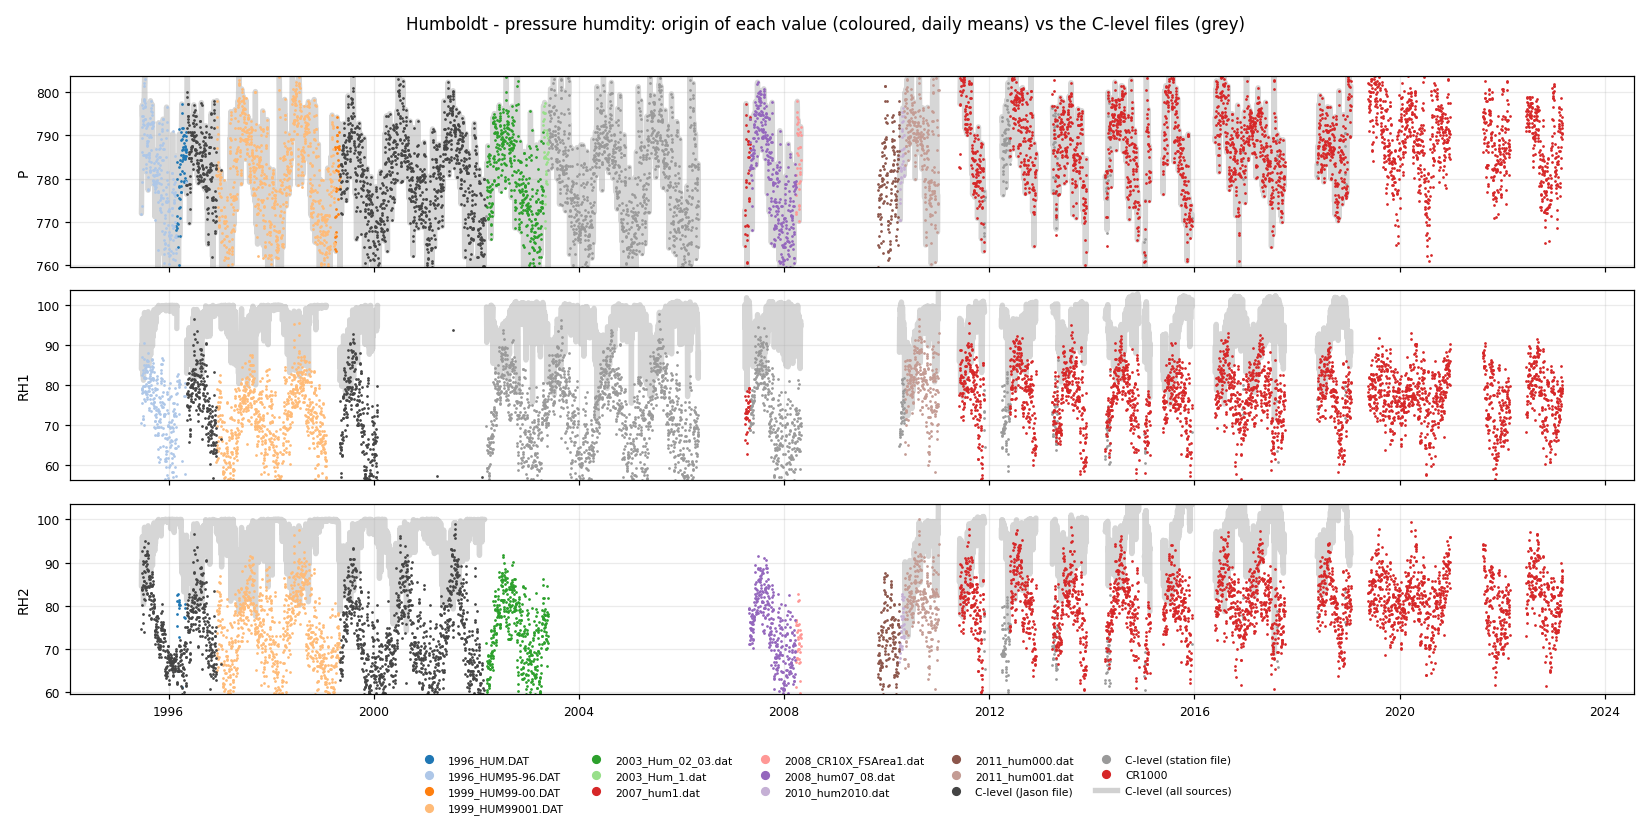 Humboldt - pressure humdity: origin of each value (coloured, daily means) vs the C-level files (grey)
800
790
780
770
760
P
100
90
80
70
60
RH1
100
90
80
70
60
RH2
1996 2000 2004 2008 2012 2016 2020 2024
1996_HUM.DAT
1996_HUM95-96.DAT
1999_HUM99-00.DAT
1999_HUM99001.DAT
2003_Hum_02_03.dat
2003_Hum_1.dat
2007_hum1.dat
2008_CR10X_FSArea1.dat
2008_hum07_08.dat
2010_hum2010.dat
2011_hum000.dat
2011_hum001.dat
C-level (Jason file)
C-level (station file)
CR1000
C-level (all sources)